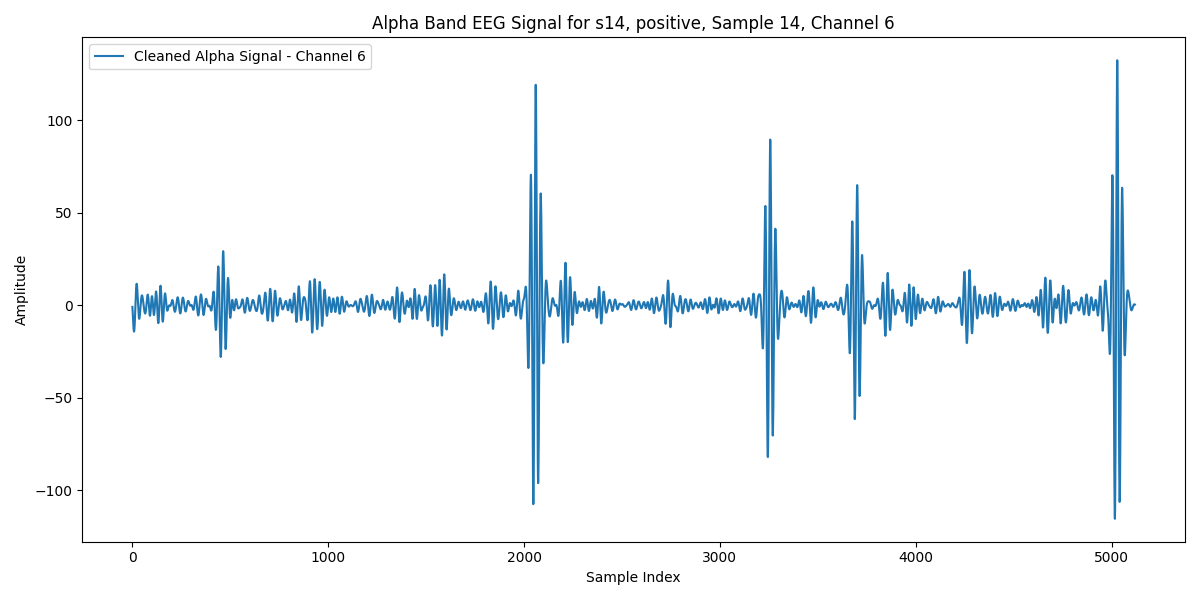 Alpha Band EEG Signal for s14, positive, Sample 14, Channel 6
Cleaned Alpha Signal - Channel 6
Amplitude
100
50
0
−50
−100
0 1000 2000 3000 4000 5000
Sample Index